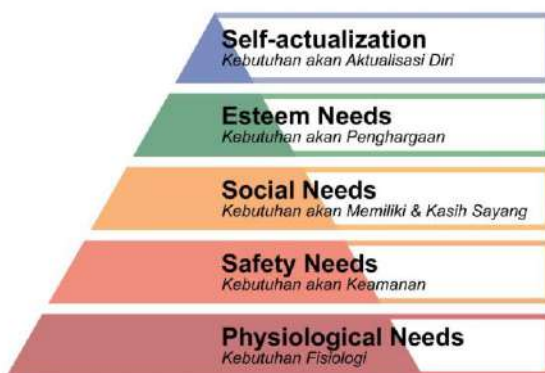 Self-actualization
Kebutuhan akan Aktualisasi Diri
Esteem Needs
Kebutuhan akan Penghargaan
Social Needs
Kebutuhan akan Memiliki & Kasih Sayang
Safety Needs
Kebutuhan akan Keamanan
Physiological Needs
Kebutuhan Fisiologi